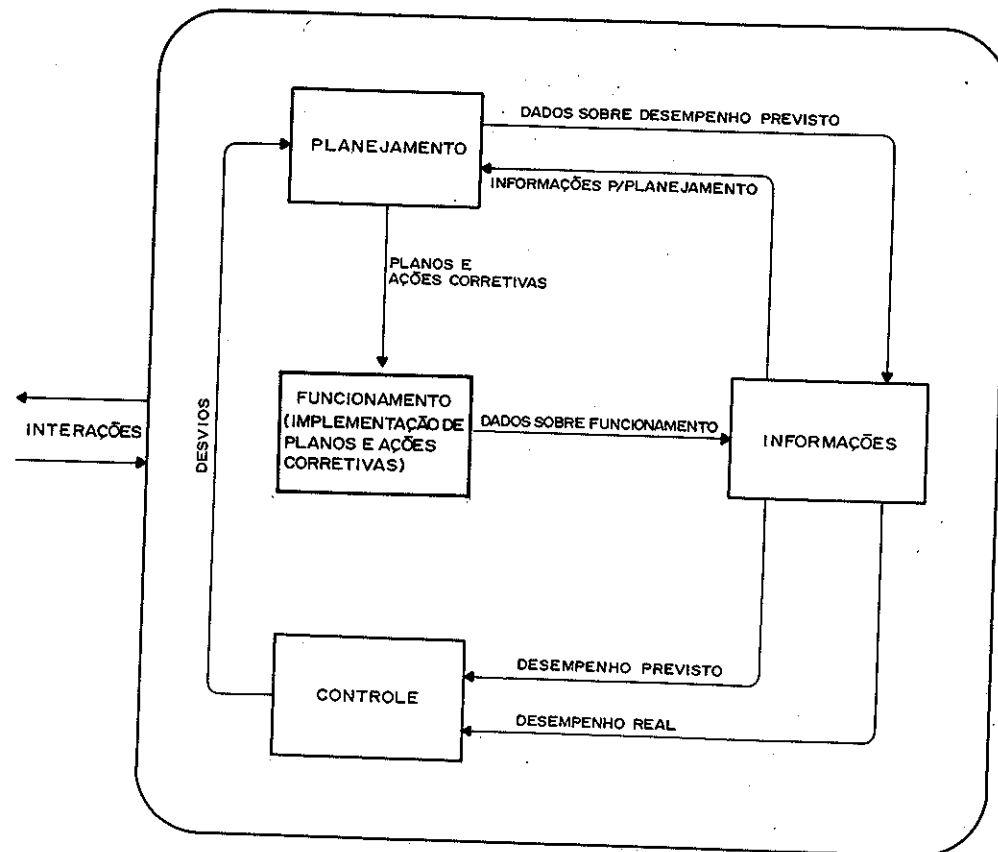 DADOS SOBRE DESEMPENHO PREVISTO
PLANEJAMENTO
INFORMAÇÕES P/PLANEJAMENTO
PLANOS E
AÇÕES CORRETIVAS
FUNCIONAMENTO
(IMPLEMENTAÇÃO DE
PLANOS E AÇÕES
CORRETIVAS)
DADOS SOBRE FUNCIONAMENTO
INFORMAÇÕES
INTERAÇÕES
DESVIOS
DESEMPENHO PREVISTO
CONTROLE
DESEMPENHO REAL